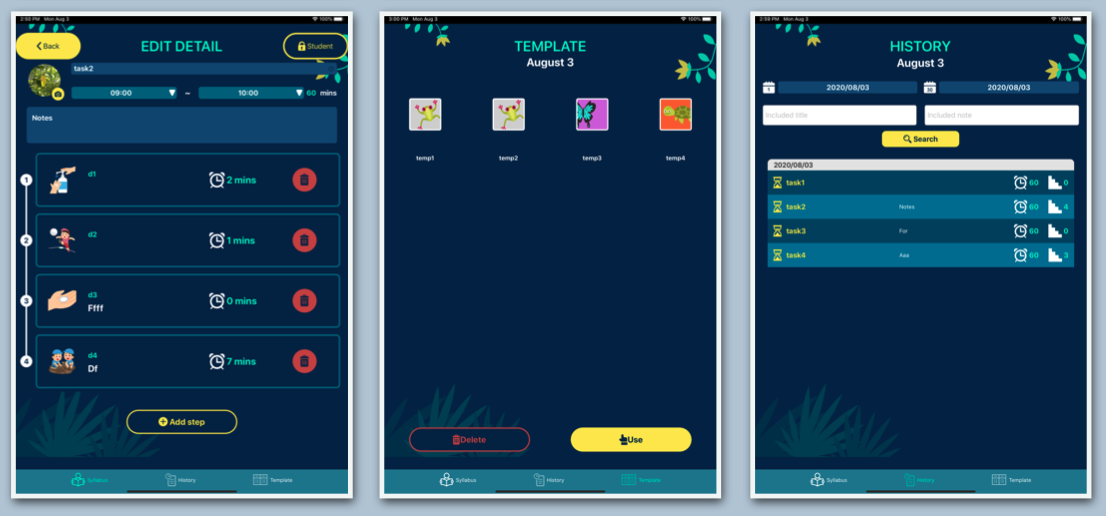 2:50 PM Mon Aug 3
100%
Back
EDIT DETAIL
Student
task2
09:00
~
10:00
60 mins
Notes
1
d1
2 mins
2
d2
1 mins
3
d3
Ffff
0 mins
4
d4
Df
7 mins
Add step
Syllabus
History
Template
3:00 PM Mon Aug 3
100%
TEMPLATE
August 3
temp1
temp2
temp3
temp4
Delete
Use
Syllabus
History
Template
2:59 PM Mon Aug 3
100%
HISTORY
August 3
1
2020/08/03
2020/08/03
included title
included note
Search
2020/08/03
task1
60
0
task2
Notes
60
4
task3
For
60
0
task4
Aaa
60
3
Syllabus
History
Template